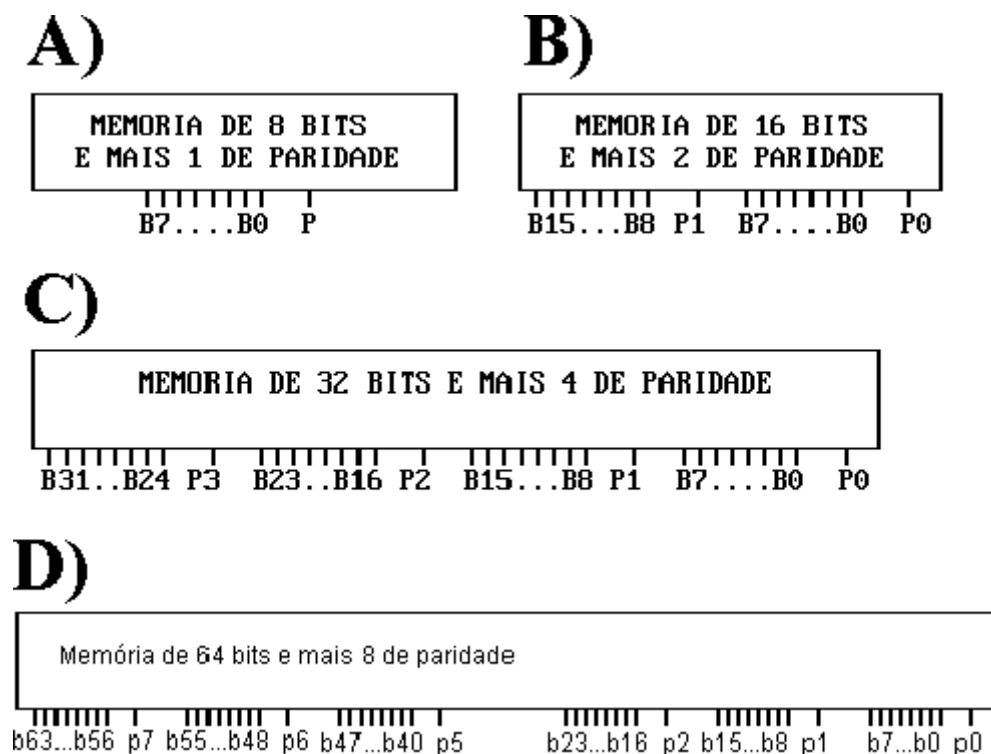 A)
MEMORIA DE 8 BITS
E MAIS 1 DE PARIDADE
B7....B0 P
B)
MEMORIA DE 16 BITS
E MAIS 2 DE PARIDADE
B15...B8 P1 B7....B0 P0
C)
MEMORIA DE 32 BITS E MAIS 4 DE PARIDADE
B31..B24 P3 B23..B16 P2 B15...B8 P1 B7....B0 P0
D)
Memória de 64 bits e mais 8 de paridade
b63...b56 p7 b55...b48 p6 b47...b40 p5 b23...b16 p2 b15...b8 p1 b7...b0 p0